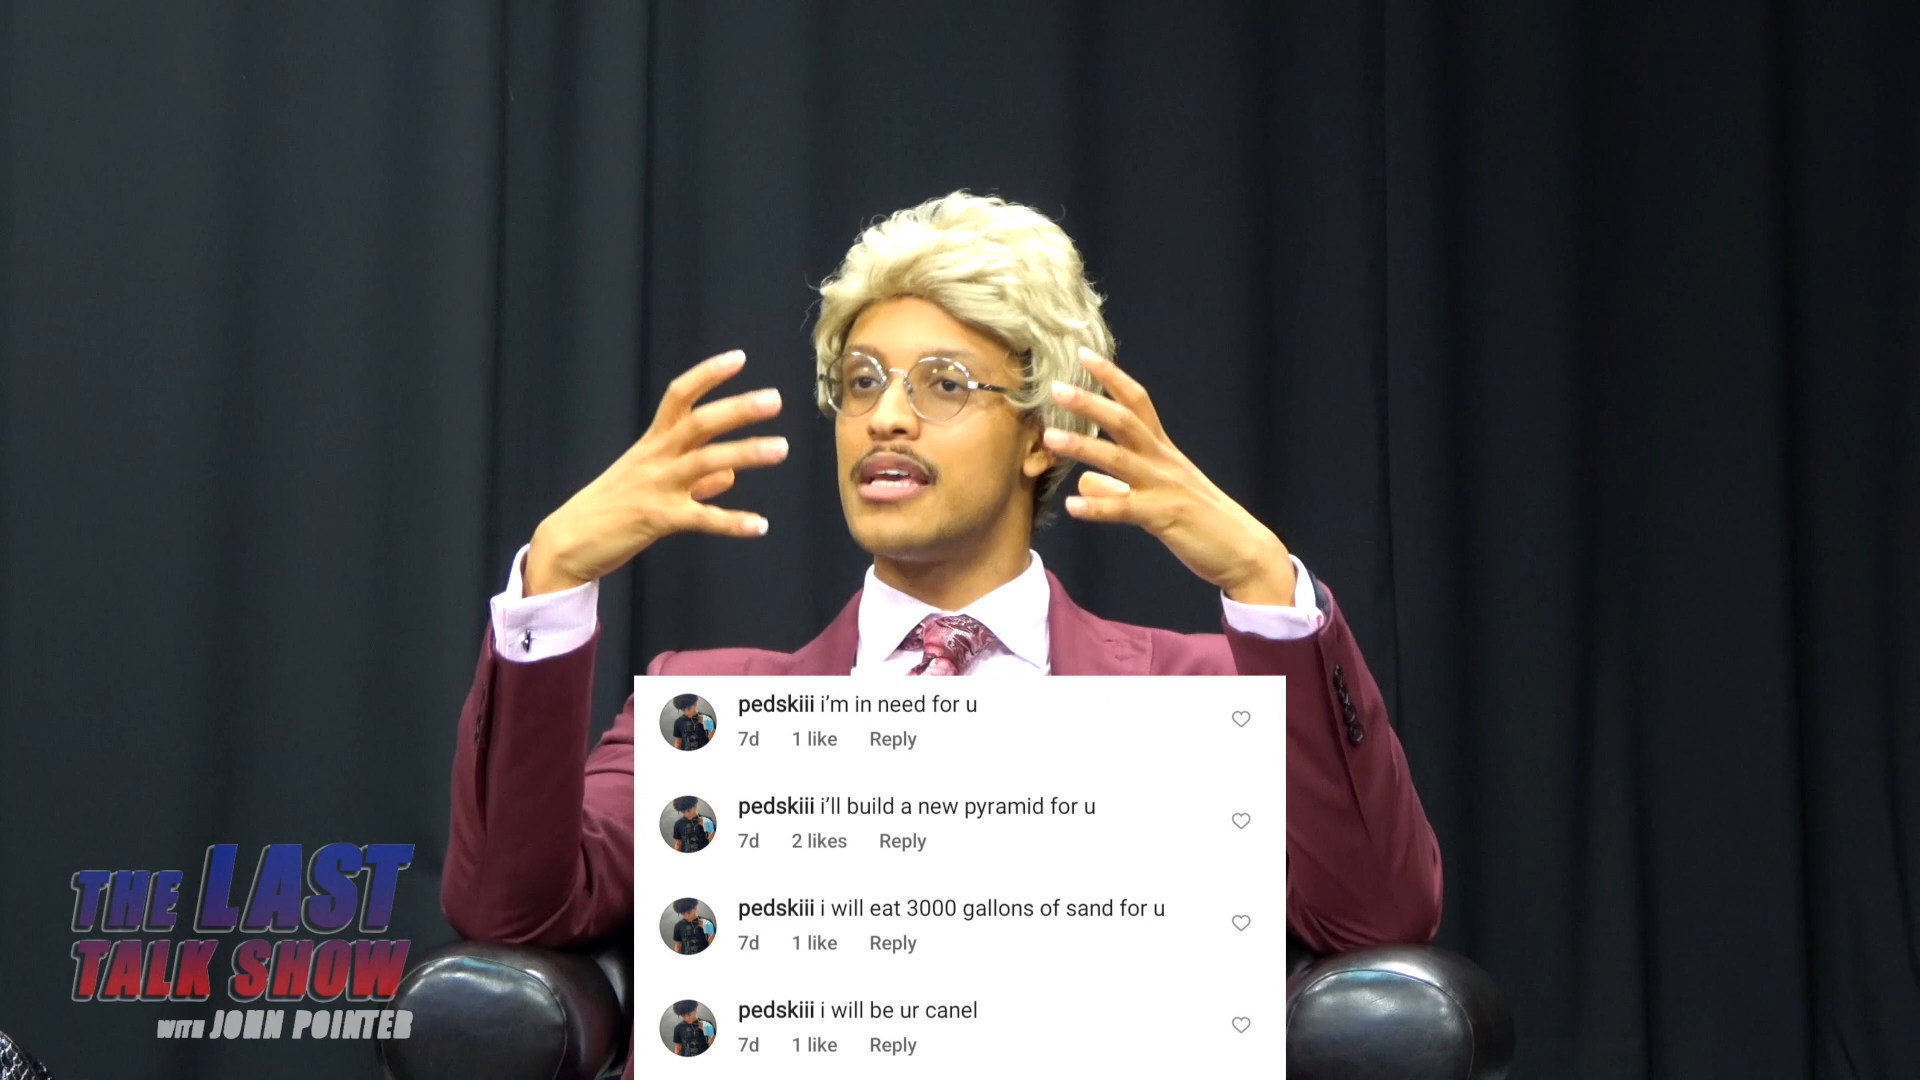 pedskiii i'm in need for u
7d 1 like Reply
pedskiii i'll build a new pyramid for u
7d 2 likes Reply
pedskiii i will eat 3000 gallons of sand for u
7d 1 like Reply
pedskiii i will be ur canel
7d 1 like Reply
THE LAST
TALK SHOW
WITH JOHN POINTER